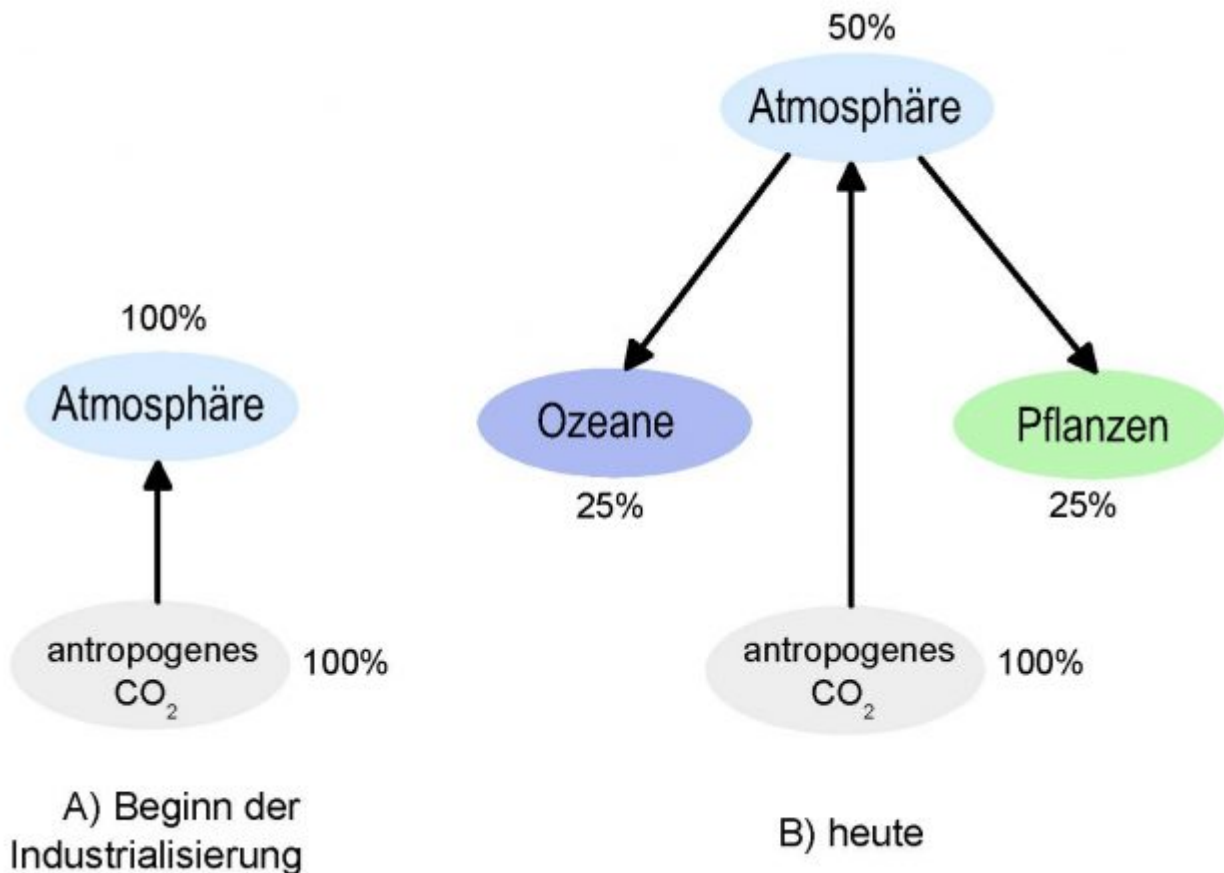 100%
Atmosphäre
antropogenes
CO₂
100%
A) Beginn der
Industrialisierung
50%
Atmosphäre
Ozeane
25%
Pflanzen
25%
antropogenes
CO₂
100%
B) heute